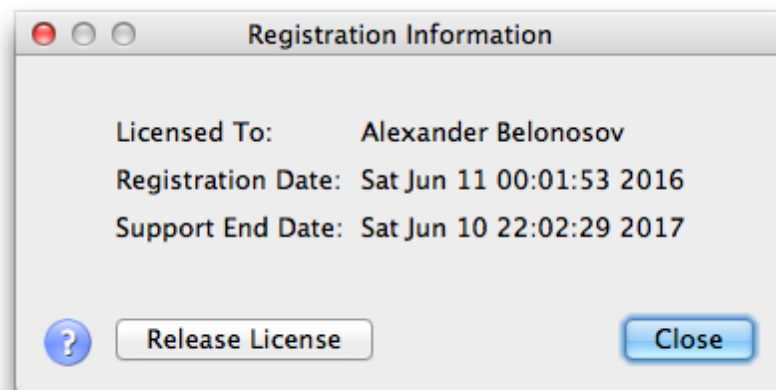 Registration Information
Licensed To: Alexander Belonosov
Registration Date: Sat Jun 11 00:01:53 2016
Support End Date: Sat Jun 10 22:02:29 2017
? Release License Close